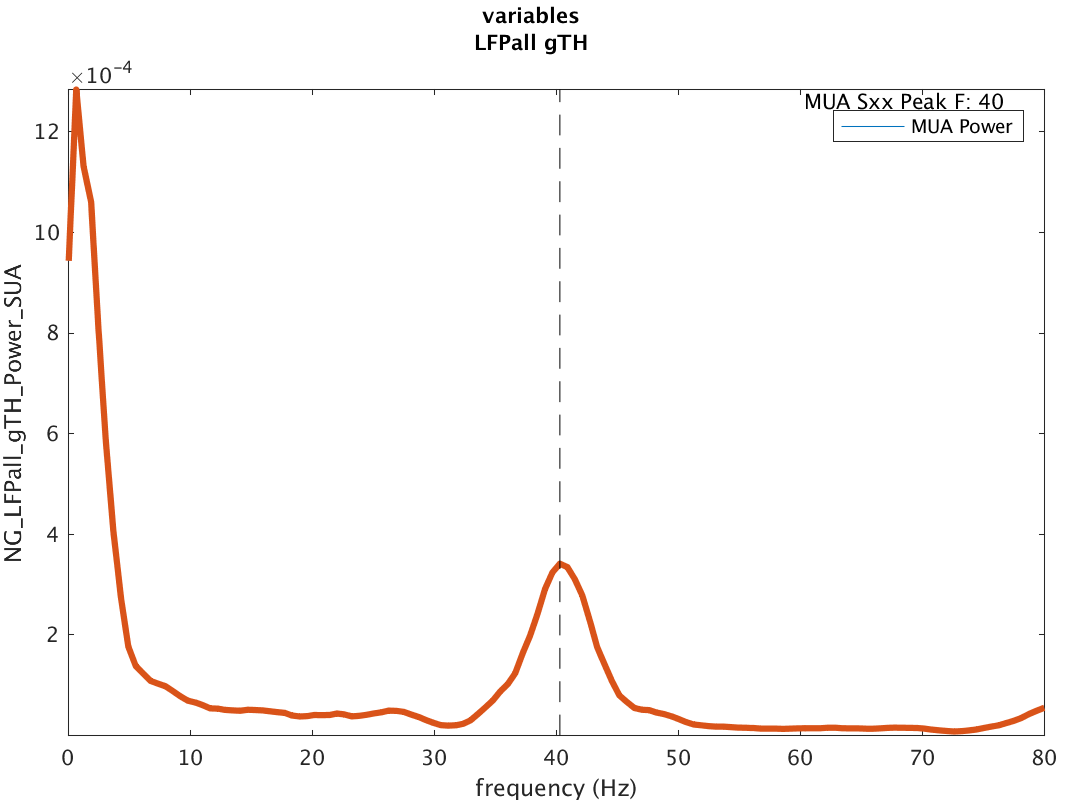 variables
LFPall gTH
×10⁻⁴
MUA Sxx Peak F: 40
MUA Power
12
10
8
6
4
2
NG_LFPall_gTH_Power_SUA
0 10 20 30 40 50 60 70 80
frequency (Hz)